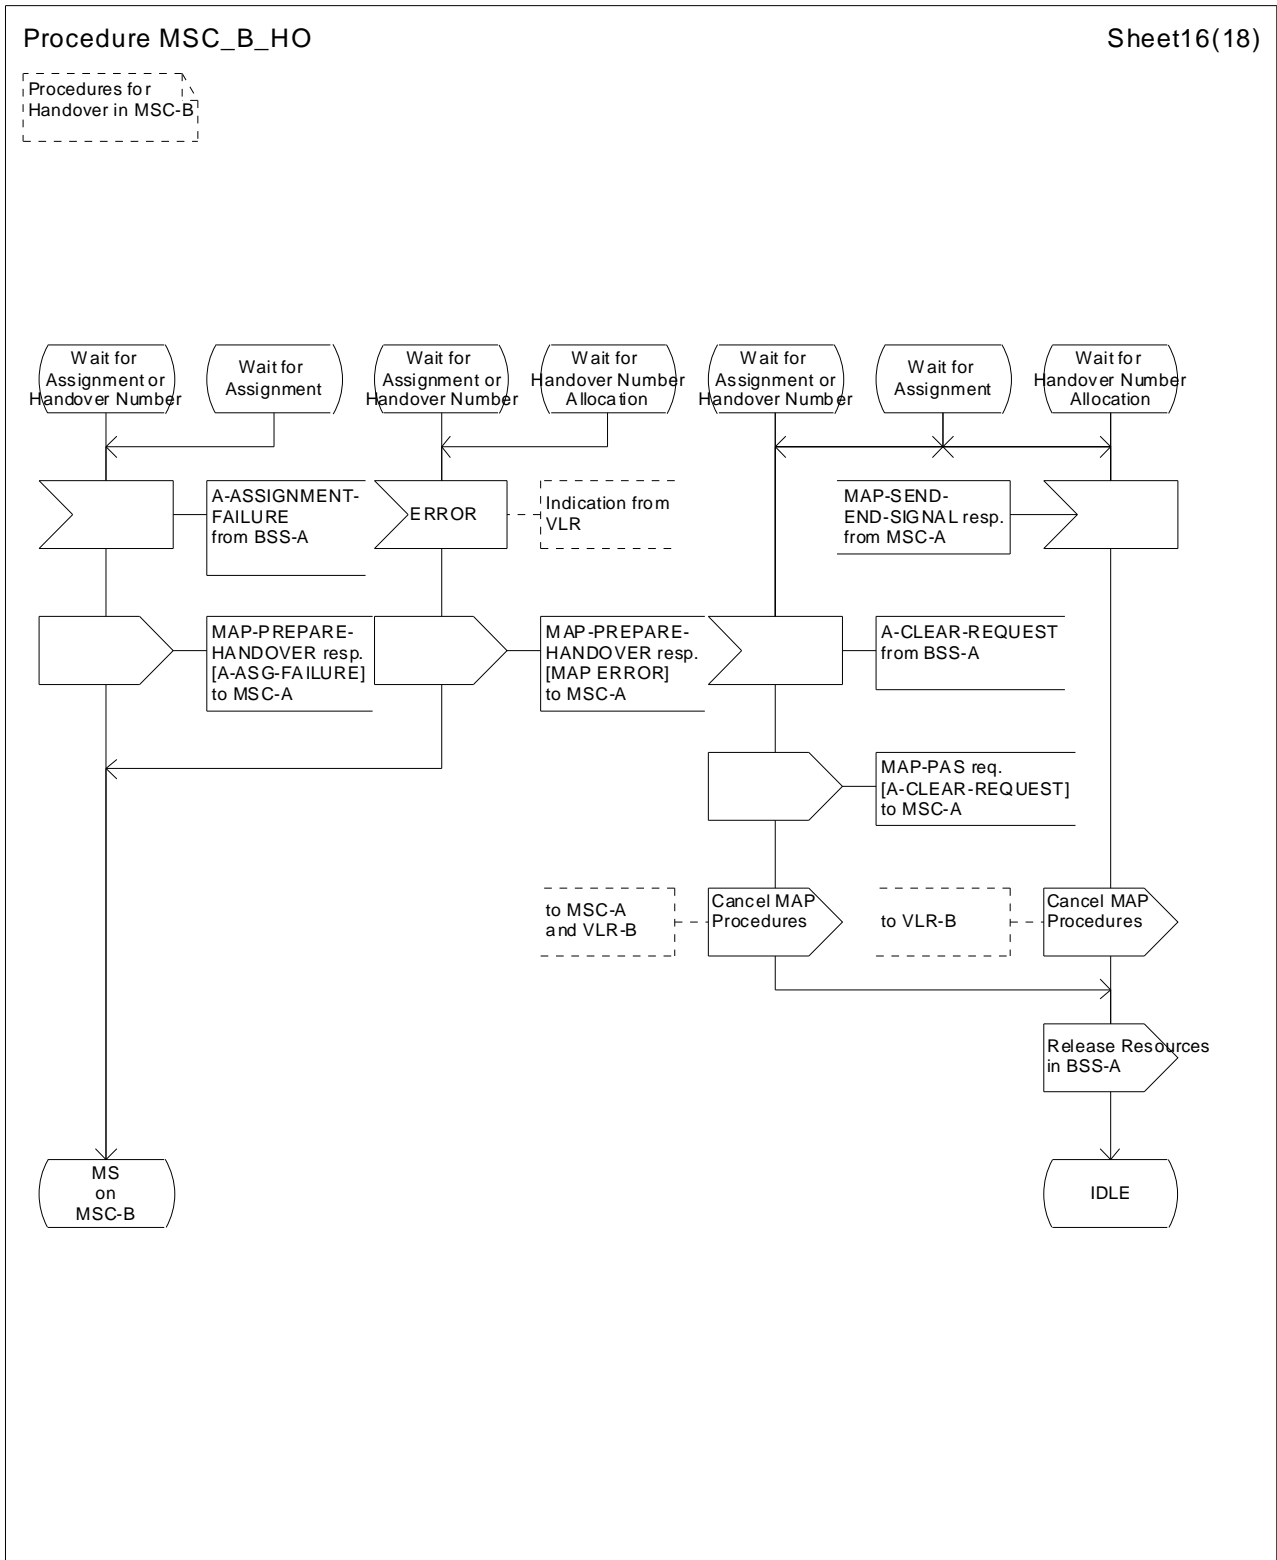 Procedure MSC_B_HO
Sheet16(18)
Procedures for
Handover in MSC-B
Wait for
Assignment or
Handover Number
Wait for
Assignment
Wait for
Assignment or
Handover Number
Wait for
Handover Number
Allocation
Wait for
Assignment or
Handover Number
Wait for
Assignment
Wait for
Handover Number
Allocation
A-ASSIGNMENT-
FAILURE
from BSS-A
ERROR
Indication from
VLR
MAP-SEND-
END-SIGNAL resp.
from MSC-A
MAP-PREPARE-
HANDOVER resp.
[A-ASG-FAILURE]
to MSC-A
MAP-PREPARE-
HANDOVER resp.
[MAP ERROR]
to MSC-A
A-CLEAR-REQUEST
from BSS-A
MAP-PAS req.
[A-CLEAR-REQUEST]
to MSC-A
to MSC-A
and VLR-B
Cancel MAP
Procedures
to VLR-B
Cancel MAP
Procedures
Release Resources
in BSS-A
MS
on
MSC-B
IDLE